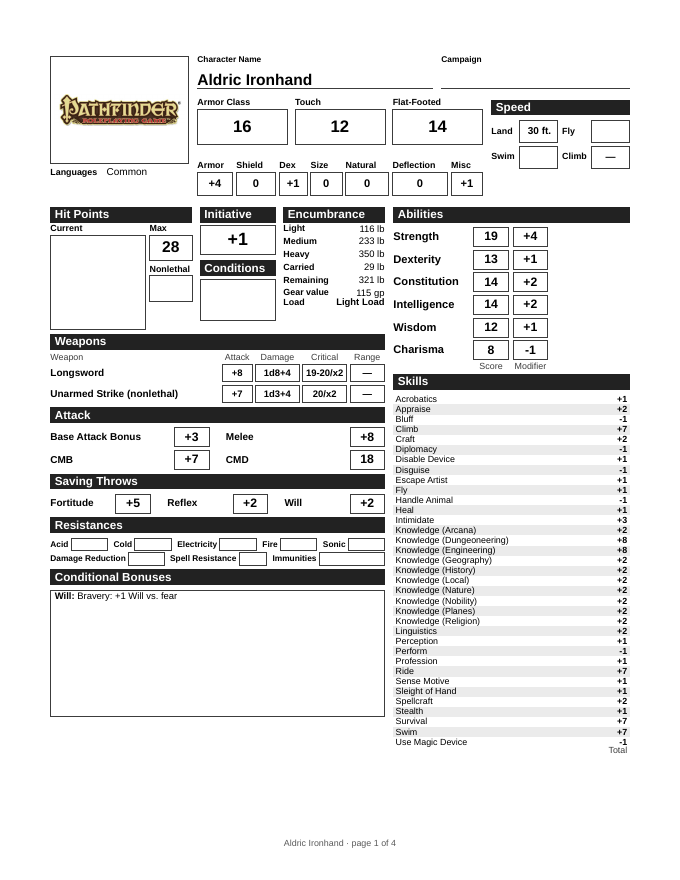 PATHFINDER
ROLEPLAYING GAME
Languages Common
Character Name
Aldric Ironhand
Campaign
Armor Class Touch Flat-Footed
16 12 14
Armor Shield Dex Size Natural Deflection Misc
+4 0 +1 0 0 0 +1
Speed
Land 30 ft. Fly
Swim Climb —
Hit Points
Current Max
28
Nonlethal
Initiative
+1
Conditions
Encumbrance
Light 116 lb
Medium 233 lb
Heavy 350 lb
Carried 29 lb
Remaining 321 lb
Gear value 115 gp
Load Light Load
Weapons
Weapon Attack Damage Critical Range
Longsword +8 1d8+4 19-20/x2 —
Unarmed Strike (nonlethal) +7 1d3+4 20/x2 —
Attack
Base Attack Bonus +3 Melee +8
CMB +7 CMD 18
Saving Throws
Fortitude +5 Reflex +2 Will +2
Resistances
Acid Cold Electricity Fire Sonic
Damage Reduction Spell Resistance Immunities
Conditional Bonuses
Will: Bravery: +1 Will vs. fear
Abilities
Strength 19 +4
Dexterity 13 +1
Constitution 14 +2
Intelligence 14 +2
Wisdom 12 +1
Charisma 8 -1
Score Modifier
Skills
Acrobatics +1
Appraise +2
Bluff -1
Climb +7
Craft +2
Diplomacy -1
Disable Device +1
Disguise -1
Escape Artist +1
Fly +1
Handle Animal -1
Heal +1
Intimidate +3
Knowledge (Arcana) +2
Knowledge (Dungeoneering) +8
Knowledge (Engineering) +8
Knowledge (Geography) +2
Knowledge (History) +2
Knowledge (Local) +2
Knowledge (Nature) +2
Knowledge (Nobility) +2
Knowledge (Planes) +2
Knowledge (Religion) +2
Linguistics +2
Perception +1
Perform -1
Profession +1
Ride +7
Sense Motive +1
Sleight of Hand +1
Spellcraft +2
Stealth +1
Survival +7
Swim +7
Use Magic Device -1
Total
Aldric Ironhand · page 1 of 4